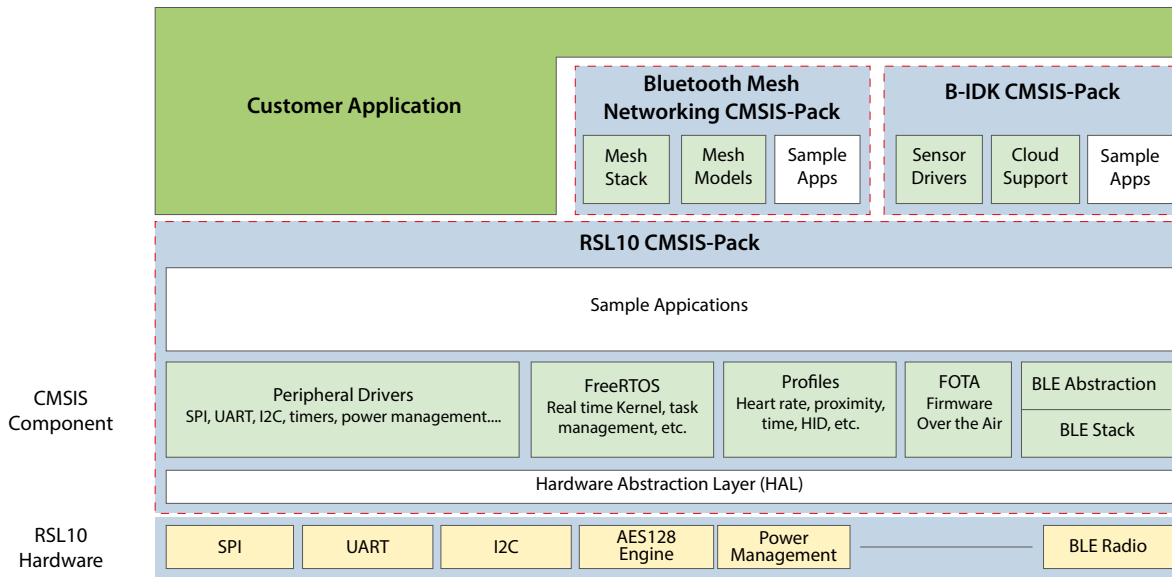 Customer Application
Bluetooth Mesh
Networking CMSIS-Pack
Mesh
Stack
Mesh
Models
Sample
Apps
B-IDK CMSIS-Pack
Sensor
Drivers
Cloud
Support
Sample
Apps
RSL10 CMSIS-Pack
Sample Appications
CMSIS
Component
Peripheral Drivers
SPI, UART, I2C, timers, power management....
FreeRTOS
Real time Kernel, task
management, etc.
Profiles
Heart rate, proximity,
time, HID, etc.
FOTA
Firmware
Over the Air
BLE Abstraction
BLE Stack
Hardware Abstraction Layer (HAL)
RSL10
Hardware
SPI
UART
I2C
AES128
Engine
Power
Management
BLE Radio